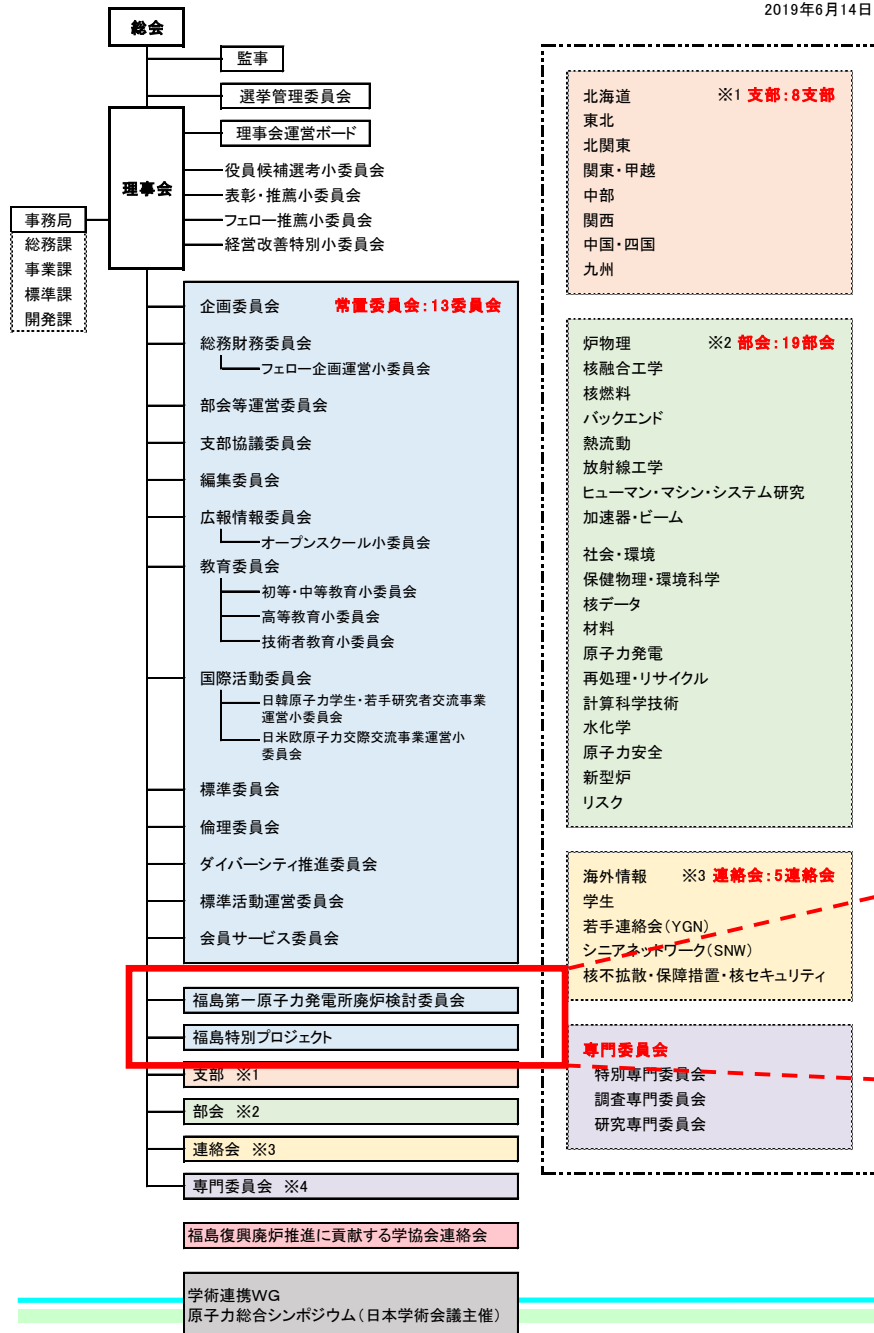 2019年6月14日
総会
監事
選挙管理委員会
理事会運営ボード
理事会
役員候補選考小委員会
表彰・推薦小委員会
フェロー推薦小委員会
経営改善特別小委員会
事務局
総務課
事業課
標準課
開発課
企画委員会 常置委員会:13委員会
総務財務委員会
フェロー企画運営小委員会
部会等運営委員会
支部協議委員会
編集委員会
広報情報委員会
オープンスクール小委員会
教育委員会
初等・中等教育小委員会
高等教育小委員会
技術者教育小委員会
国際活動委員会
日韓原子力学生・若手研究者交流事業
運営小委員会
日米欧原子力交際交流事業運営小
委員会
標準委員会
倫理委員会
ダイバーシティ推進委員会
標準活動運営委員会
会員サービス委員会
福島第一原子力発電所廃炉検討委員会
福島特別プロジェクト
支部 ※1
部会 ※2
連絡会 ※3
専門委員会 ※4
福島復興廃炉推進に貢献する学協会連絡会
学術連携WG
原子力総合シンポジウム(日本学術会議主催)
北海道 ※1 支部:8支部
東北
北関東
関東・甲越
中部
関西
中国・四国
九州
炉物理 ※2 部会:19部会
核融合工学
核燃料
バックエンド
熱流動
放射線工学
ヒューマン・マシン・システム研究
加速器・ビーム
社会・環境
保健物理・環境科学
核データ
材料
原子力発電
再処理・リサイクル
計算科学技術
水化学
原子力安全
新型炉
リスク
海外情報 ※3 連絡会:5連絡会
学生
若手連絡会(YGN)
シニアネットワーク(SNW)
核不拡散・保障措置・核セキュリティ
専門委員会
特別専門委員会
調査専門委員会
研究専門委員会